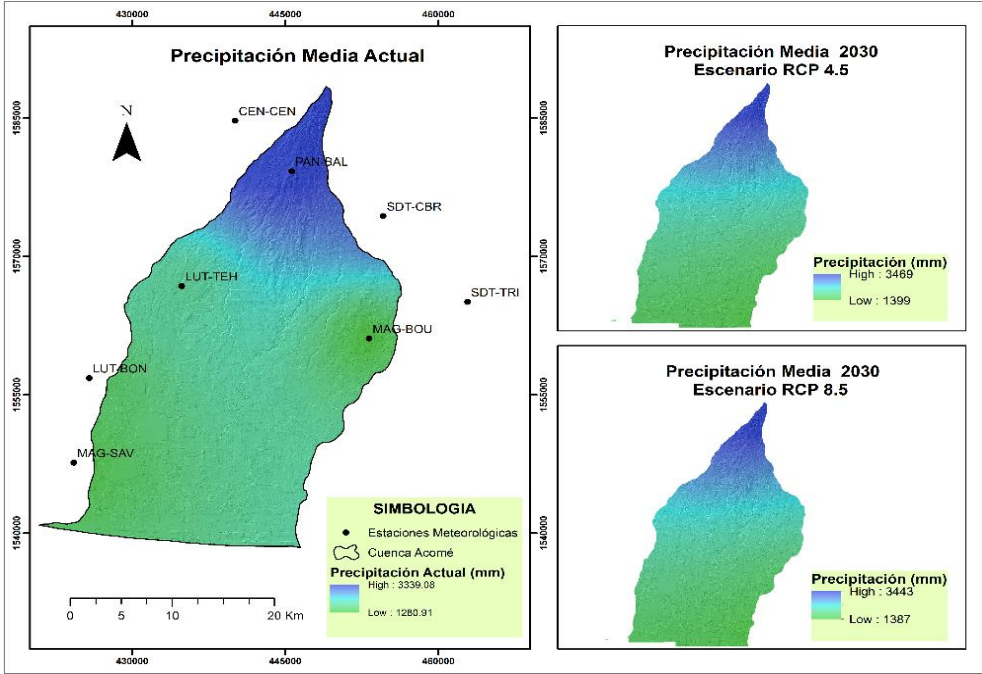 430000
445000
460000
Precipitación Media Actual
N
1585000
1570000
1555000
1540000
CEN-CEN
PAN-BAL
SDT-CBR
LUT-TEH
SDT-TRI
MAG-BOU
LUT-BON
MAG-SAV
SIMBOLOGIA
Estaciones Meteorológicas
Cuenca Acomé
Precipitación Actual (mm)
High : 3339.08
Low : 1280.91
0 5 10 20 Km
430000
445000
460000
Precipitación Media 2030
Escenario RCP 4.5
Precipitación (mm)
High : 3469
Low : 1399
1585000
1570000
Precipitación Media 2030
Escenario RCP 8.5
Precipitación (mm)
High : 3443
Low : 1387
1555000
1540000